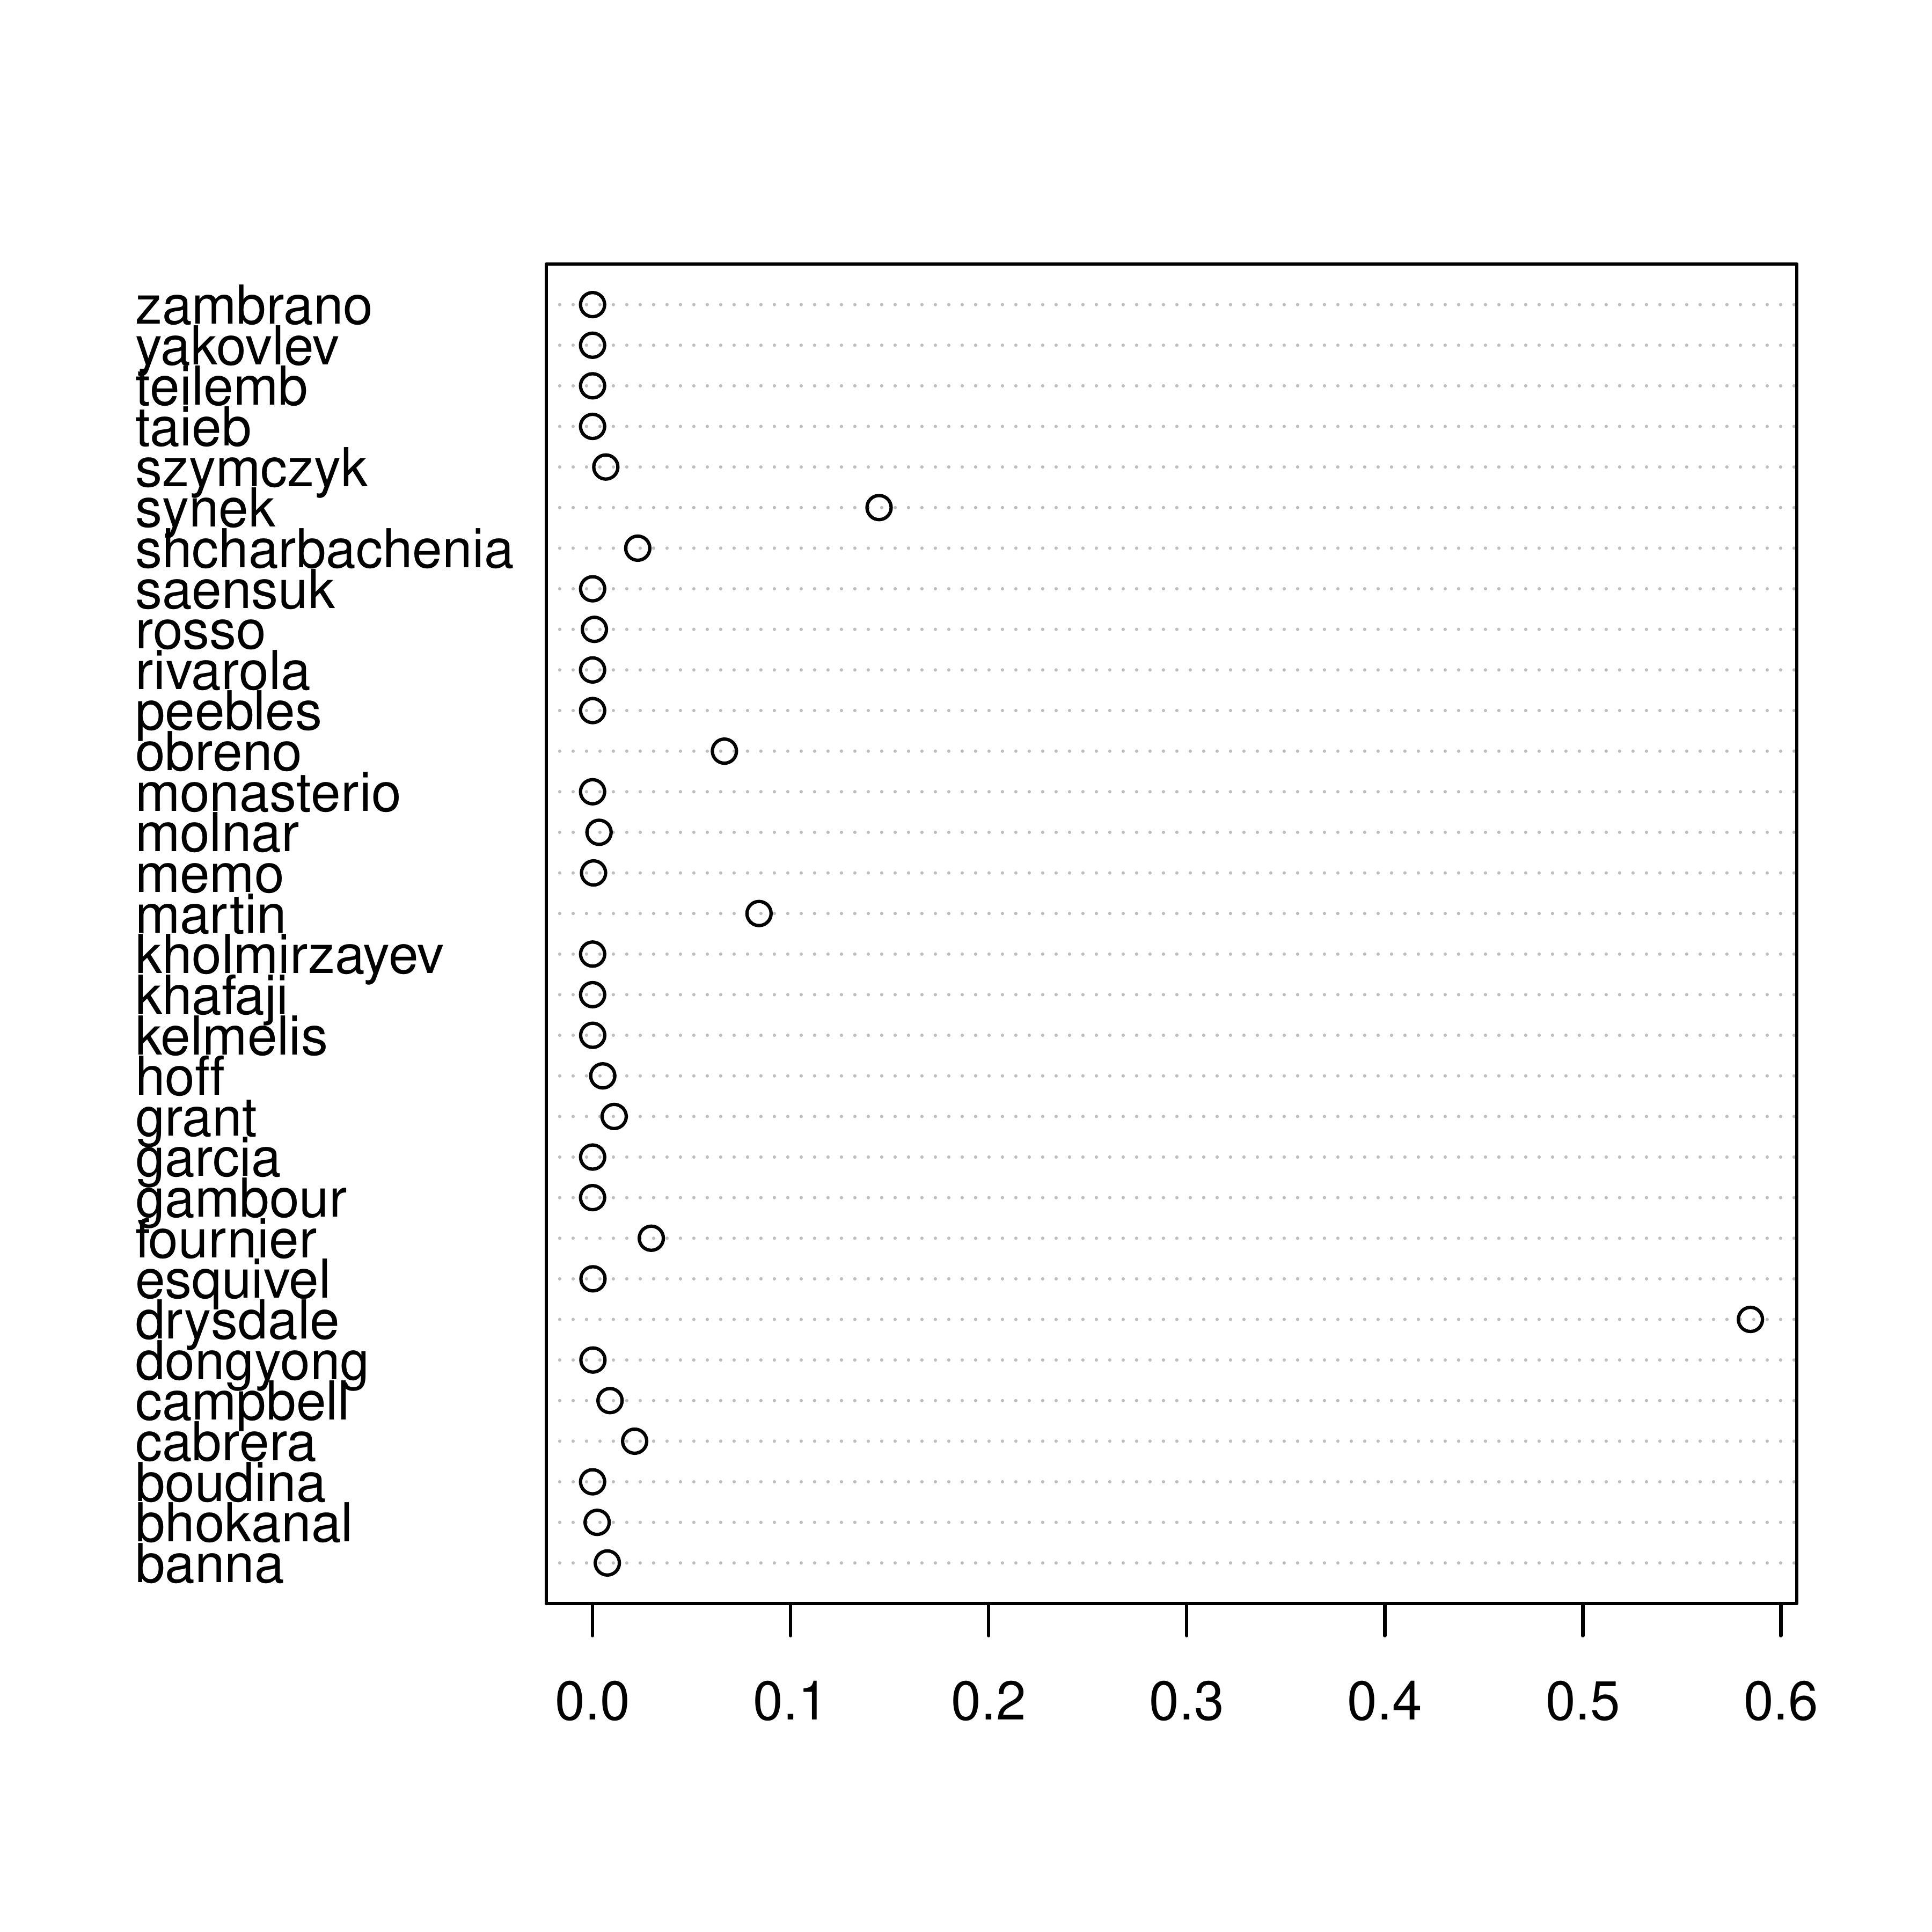 zambrano
yakovlev
teilemb
taieb
szymczyk
synek
shcharbachenia
saensuk
rosso
rivarola
peebles
obreno
monasterio
molnar
memo
martin
kholmirzayev
khafaji
kelmelis
hoff
grant
garcia
gambour
fournier
esquivel
drysdale
dongyong
campbell
cabrera
boudina
bhokanal
banna
0.0 0.1 0.2 0.3 0.4 0.5 0.6